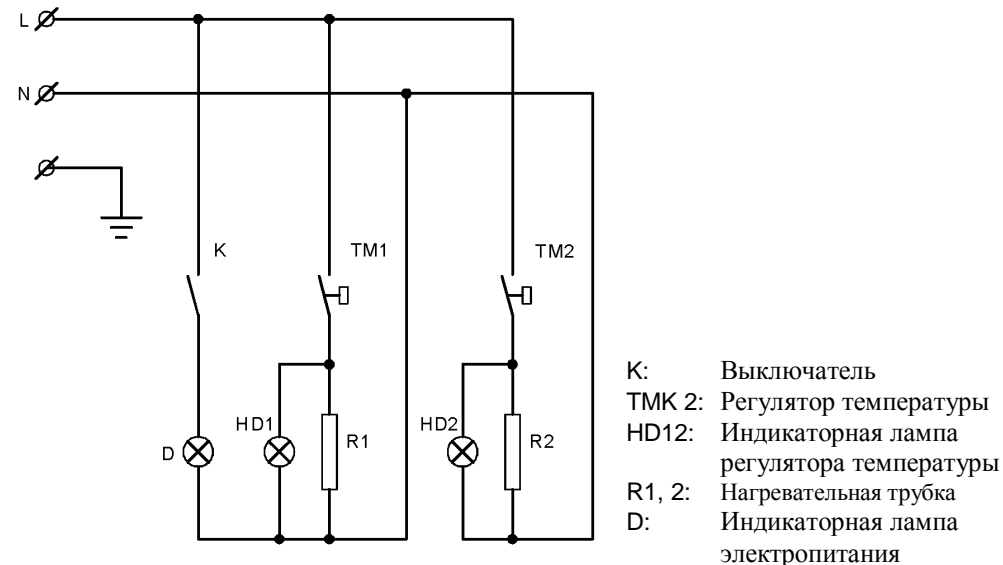 L
N
K
TM1
TM2
HD1
R1
HD2
R2
D
K: Выключатель
TMK 2: Регулятор температуры
HD12: Индикаторная лампа
регулятора температуры
R1, 2: Нагревательная трубка
D: Индикаторная лампа
электропитания